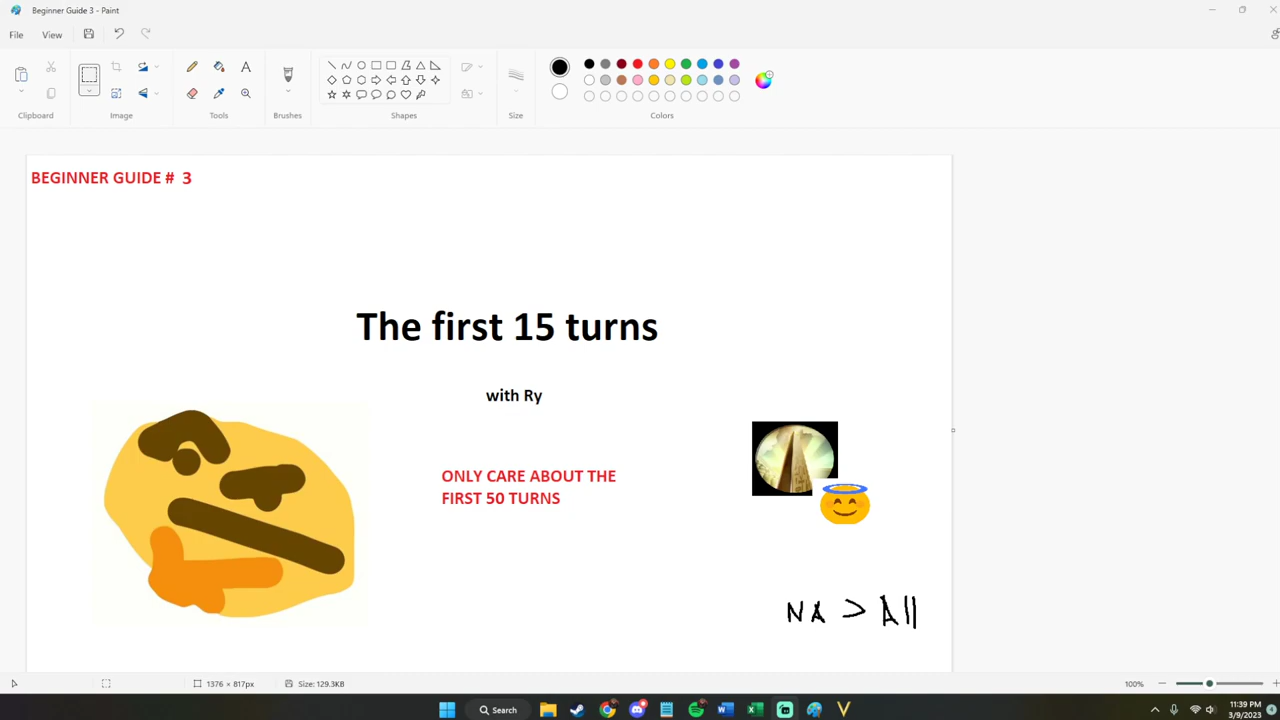 Beginner Guide 3 - Paint
File View
Clipboard Image Tools Brushes Shapes Size Colors
BEGINNER GUIDE # 3
The first 15 turns
with Ry
ONLY CARE ABOUT THE
FIRST 50 TURNS
NA > All
1376 × 817px Size: 129.3KB 100%
Search
11:39 PM
3/9/2023